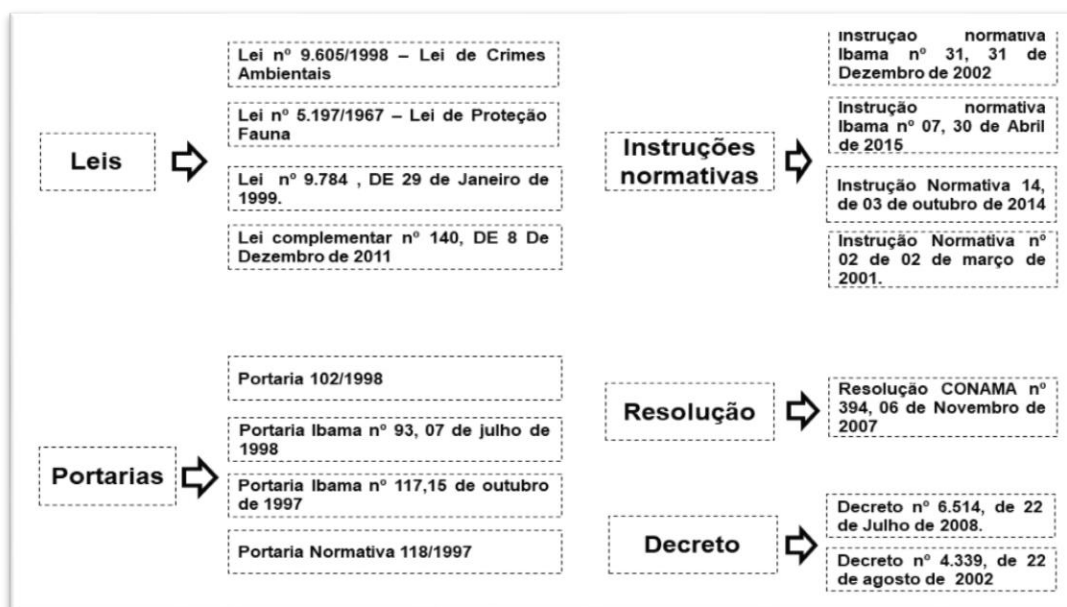 Leis
Lei nº 9.605/1998 – Lei de Crimes
Ambientais
Lei nº 5.197/1967 – Lei de Proteção
Fauna
Lei nº 9.784 , DE 29 de Janeiro de
1999.
Lei complementar nº 140, DE 8 De
Dezembro de 2011
Instruções
normativas
Instrução normativa
Ibama nº 31, 31 de
Dezembro de 2002
Instrução normativa
Ibama nº 07, 30 de Abril
de 2015
Instrução Normativa 14,
de 03 de outubro de 2014
Instrução Normativa nº
02 de 02 de março de
2001.
Portarias
Portaria 102/1998
Portaria Ibama nº 93, 07 de julho de
1998
Portaria Ibama nº 117,15 de outubro
de 1997
Portaria Normativa 118/1997
Resolução
Resolução CONAMA nº
394, 06 de Novembro de
2007
Decreto
Decreto nº 6.514, de 22
de Julho de 2008.
Decreto nº 4.339, de 22
de agosto de 2002